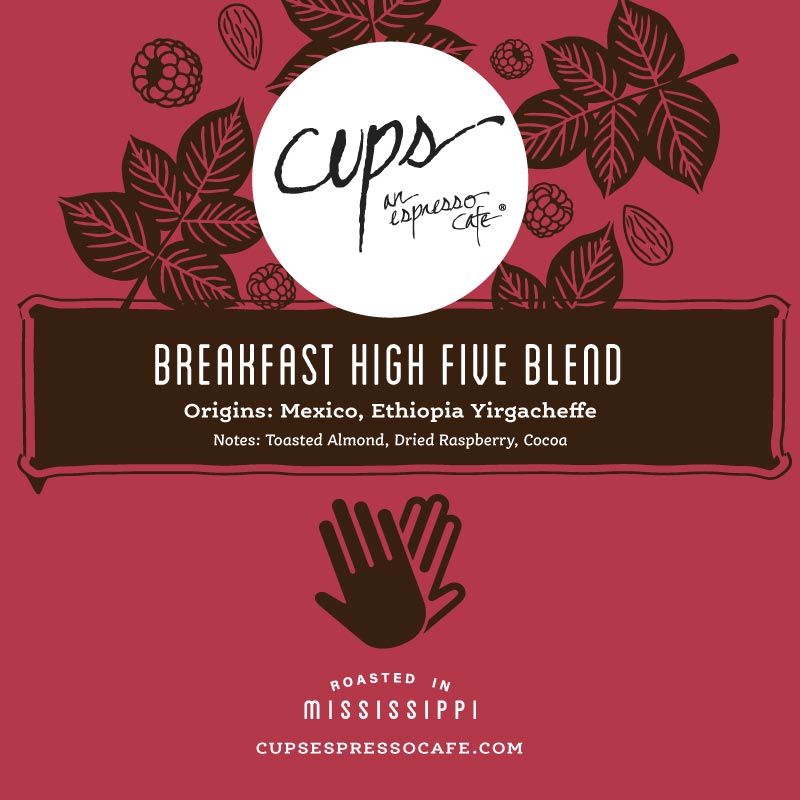 cups
an
espresso
cafe®
BREAKFAST HIGH FIVE BLEND
Origins: Mexico, Ethiopia Yirgacheffe
Notes: Toasted Almond, Dried Raspberry, Cocoa
ROASTED IN
MISSISSIPPI
CUPSESPRESSOCAFE.COM